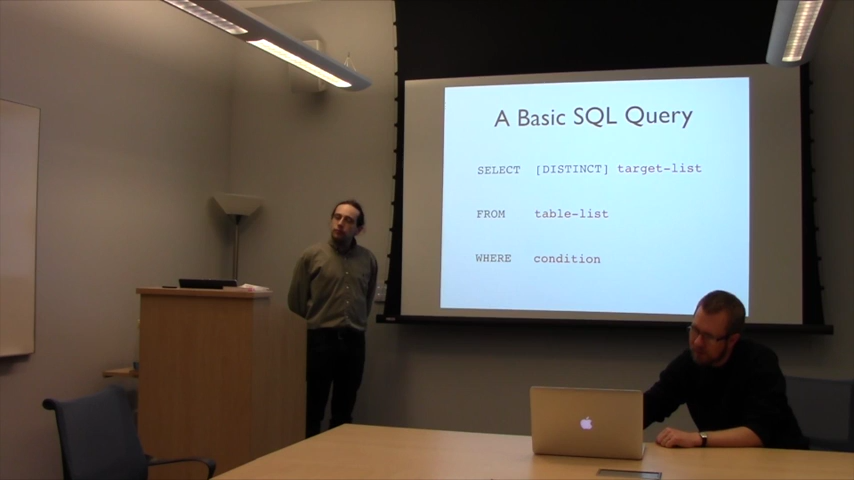 A Basic SQL Query
SELECT [DISTINCT] target-list
FROM table-list
WHERE condition